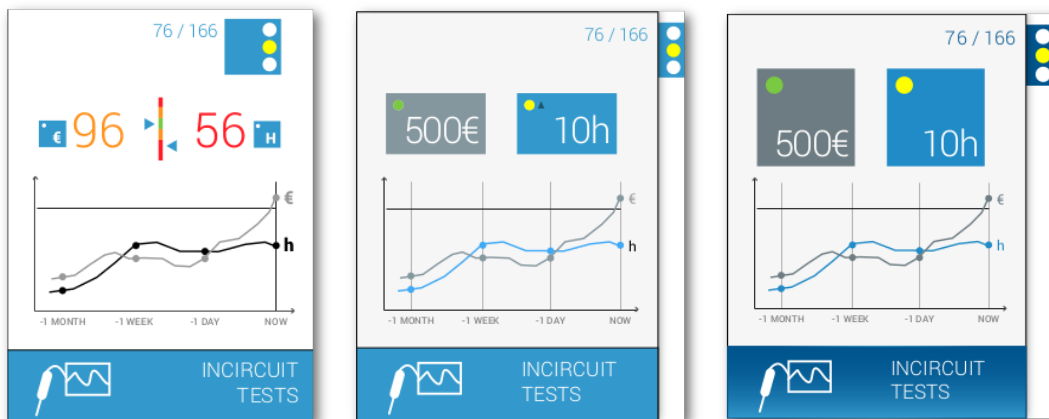 76 / 166
€ 96
56 H
€
h
-1 MONTH -1 WEEK -1 DAY NOW
INCIRCUIT
TESTS
76 / 166
500€
10h
€
h
-1 MONTH -1 WEEK -1 DAY NOW
INCIRCUIT
TESTS
76 / 166
500€
10h
€
h
-1 MONTH -1 WEEK -1 DAY NOW
INCIRCUIT
TESTS